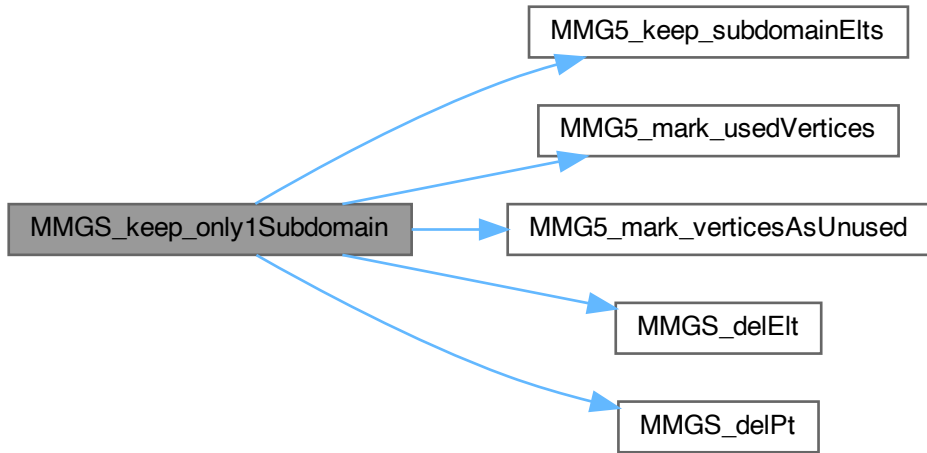 MMG5_keep_subdomainElts
MMG5_mark_usedVertices
MMGS_keep_only1Subdomain
MMG5_mark_verticesAsUnused
MMGS_delElt
MMGS_delPt